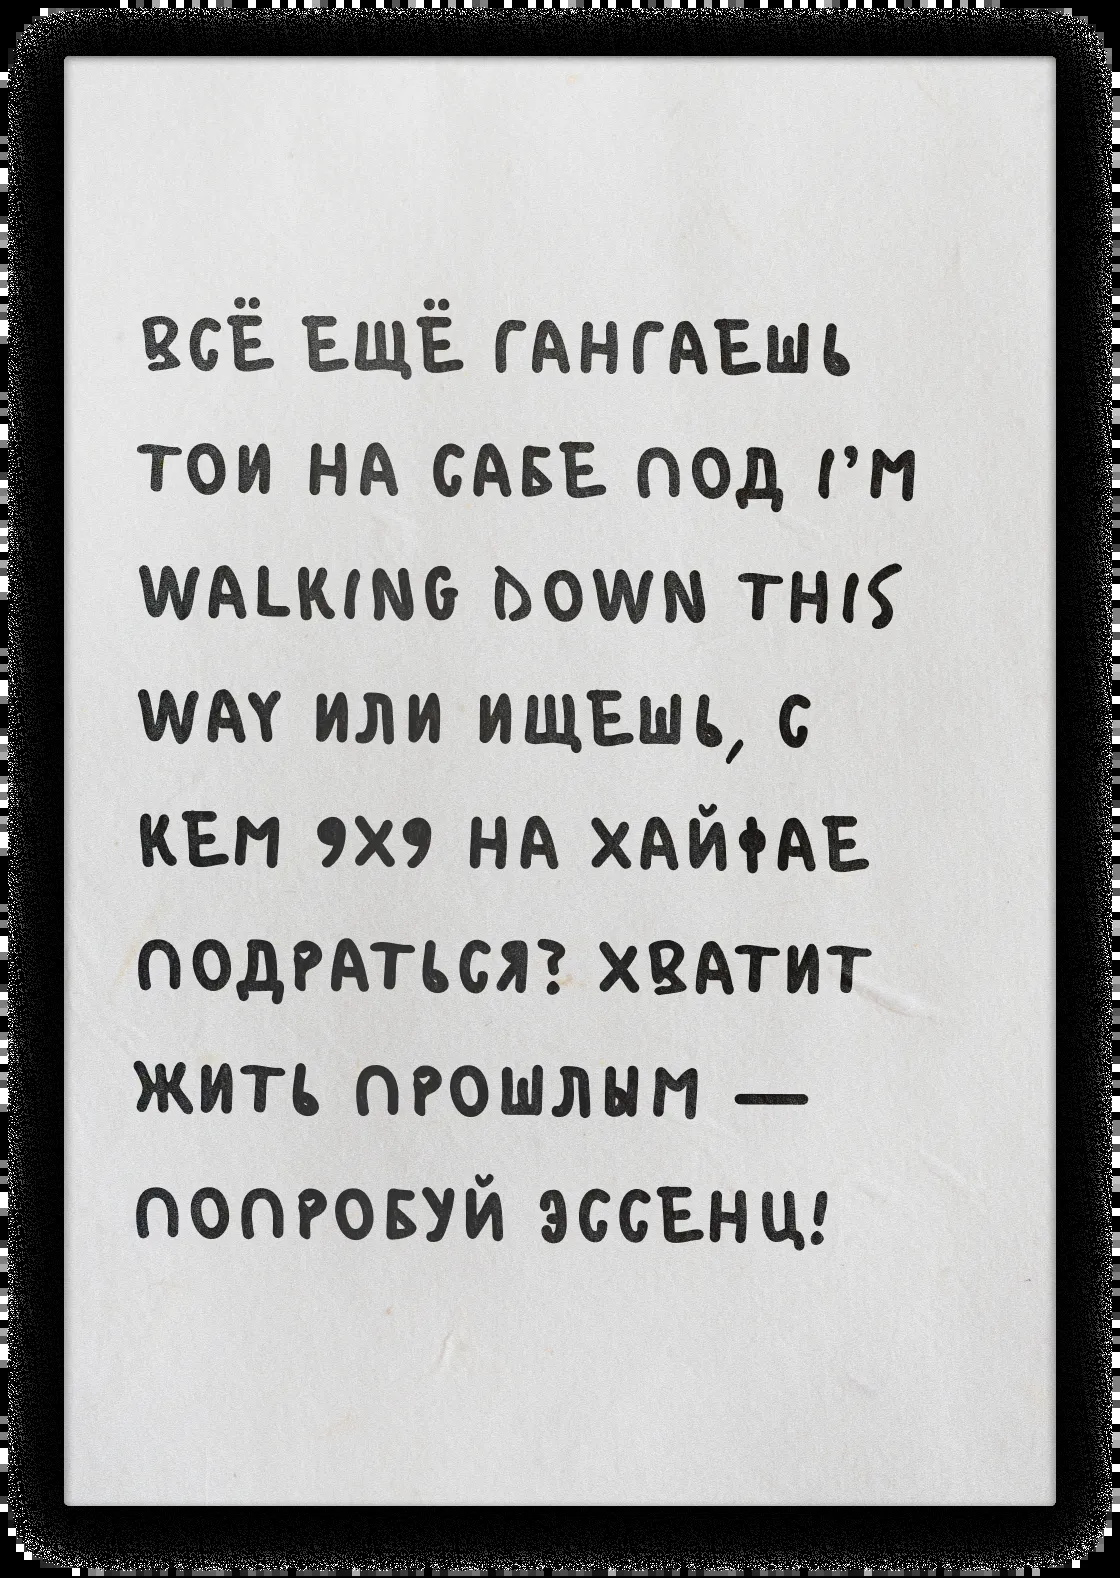 ВСЁ ЕЩЁ ГАНГАЕШЬ
ТОИ НА САБЕ ПОД I'M
WALKING DOWN THIS
WAY ИЛИ ИЩЕШЬ, С
КЕМ 9X9 НА ХАЙФАЕ
ПОДРАТЬСЯ? ХВАТИТ
ЖИТЬ ПРОШЛЫМ —
ПОПРОБУЙ ЭССЕНЦ!